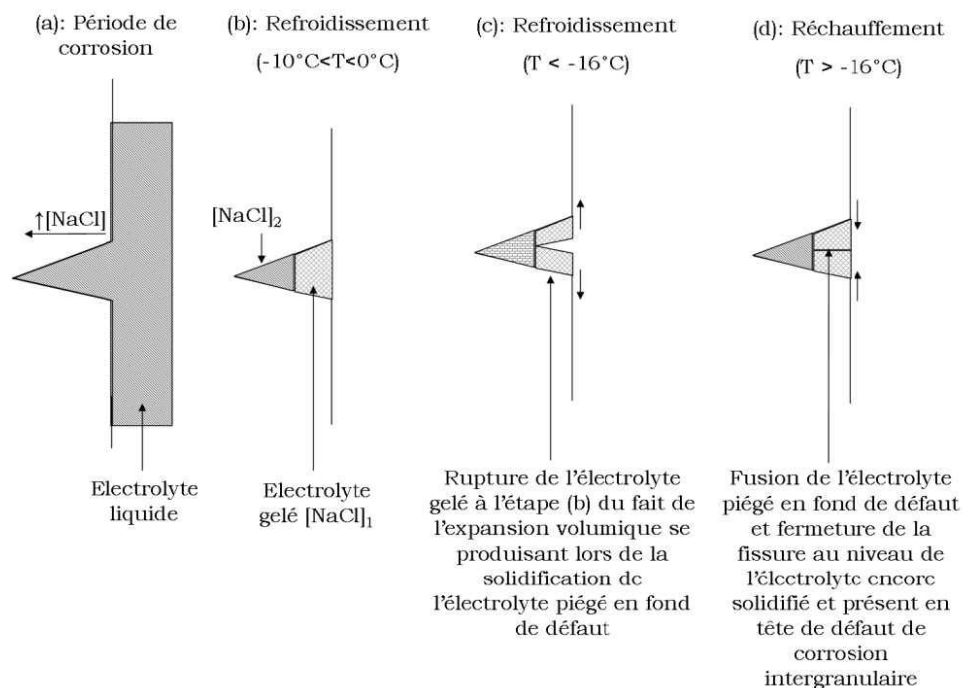 (a): Période de
corrosion
(b): Refroidissement
(-10°C<T<0°C)
(c): Refroidissement
(T < -16°C)
(d): Réchauffement
(T > -16°C)
↑[NaCl]
[NaCl]₂
Electrolyte
liquide
Electrolyte
gelé [NaCl]₁
Rupture de l'électrolyte
gelé à l'étape (b) du fait de
l'expansion volumique se
produisant lors de la
solidification de
l'électrolyte piégé en fond
de défaut
Fusion de l'électrolyte
piégé en fond de défaut
et fermeture de la
fissure au niveau de
l'électrolyte encore
solidifié et présent en
tête de défaut de
corrosion
intergranulaire